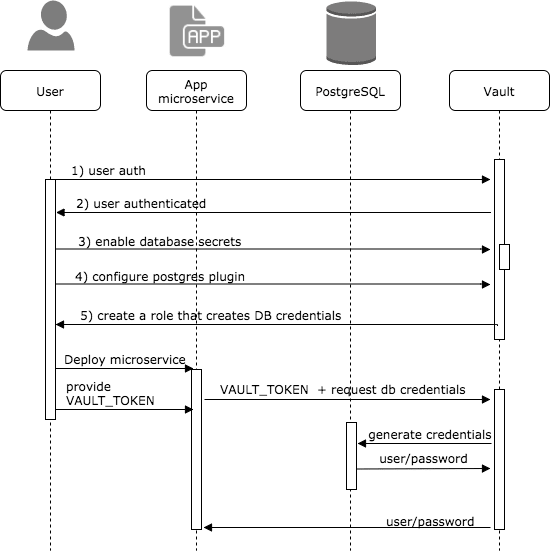 APP
User
App
microservice
PostgreSQL
Vault
1) user auth
2) user authenticated
3) enable database secrets
4) configure postgres plugin
5) create a role that creates DB credentials
Deploy microservice
provide
VAULT_TOKEN
VAULT_TOKEN + request db credentials
generate credentials
user/password
user/password